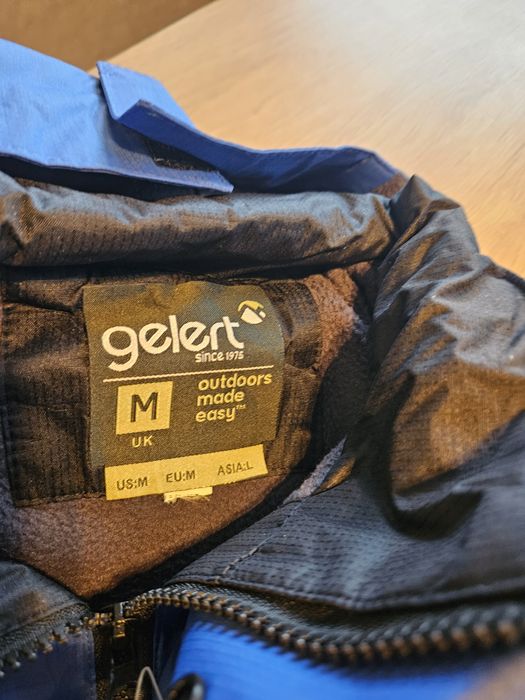 gelert
since 1975
M
UK
outdoors
made
easy™
US:M EU:M ASIA:L